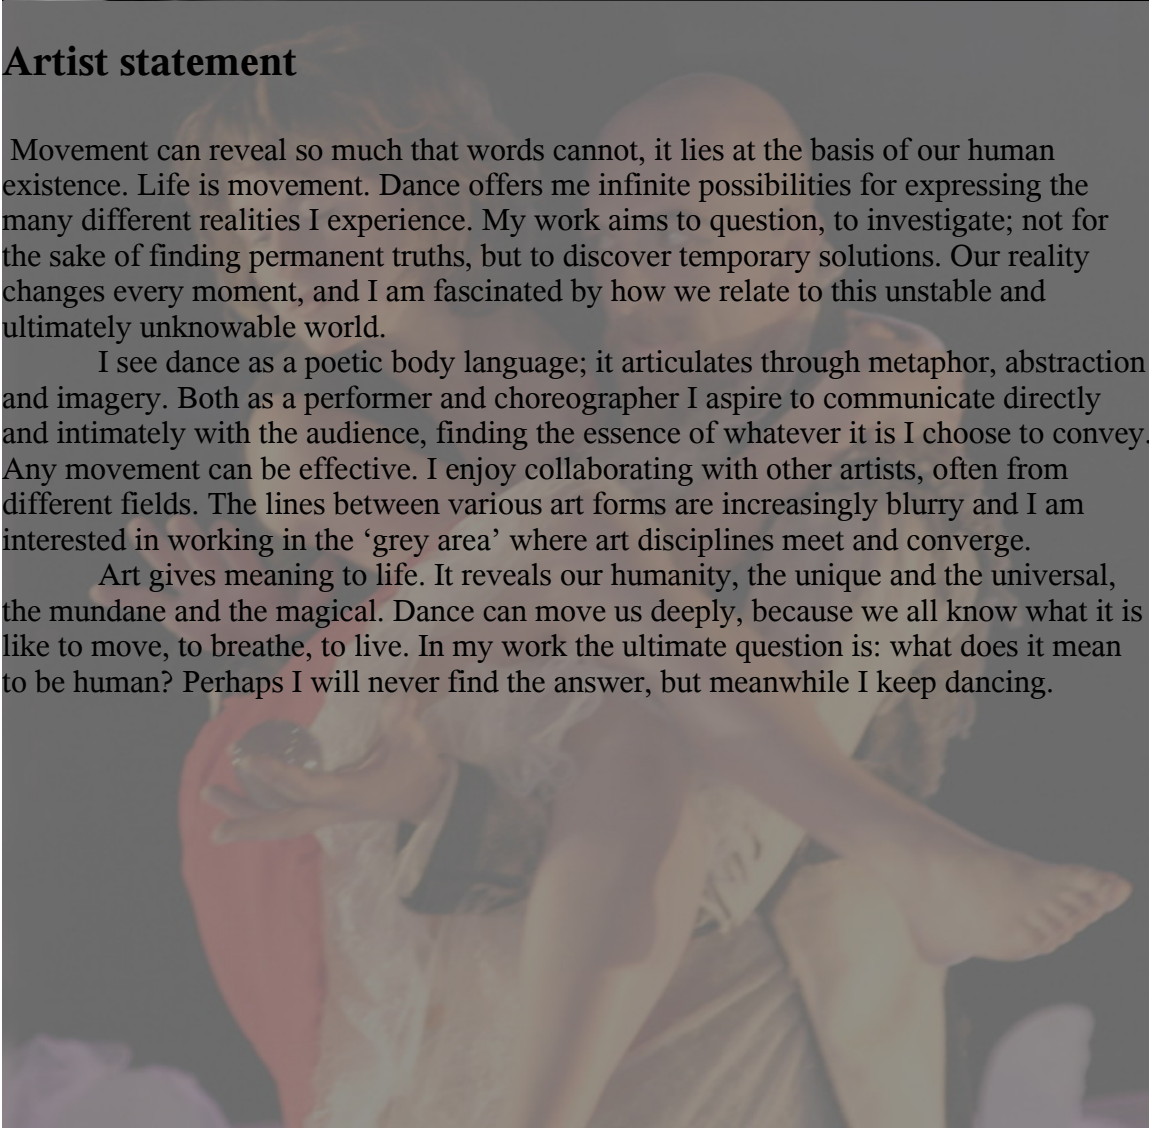 Artist statement
Movement can reveal so much that words cannot, it lies at the basis of our human
existence. Life is movement. Dance offers me infinite possibilities for expressing the
many different realities I experience. My work aims to question, to investigate; not for
the sake of finding permanent truths, but to discover temporary solutions. Our reality
changes every moment, and I am fascinated by how we relate to this unstable and
ultimately unknowable world.
I see dance as a poetic body language; it articulates through metaphor, abstraction
and imagery. Both as a performer and choreographer I aspire to communicate directly
and intimately with the audience, finding the essence of whatever it is I choose to convey.
Any movement can be effective. I enjoy collaborating with other artists, often from
different fields. The lines between various art forms are increasingly blurry and I am
interested in working in the ‘grey area’ where art disciplines meet and converge.
Art gives meaning to life. It reveals our humanity, the unique and the universal,
the mundane and the magical. Dance can move us deeply, because we all know what it is
like to move, to breathe, to live. In my work the ultimate question is: what does it mean
to be human? Perhaps I will never find the answer, but meanwhile I keep dancing.